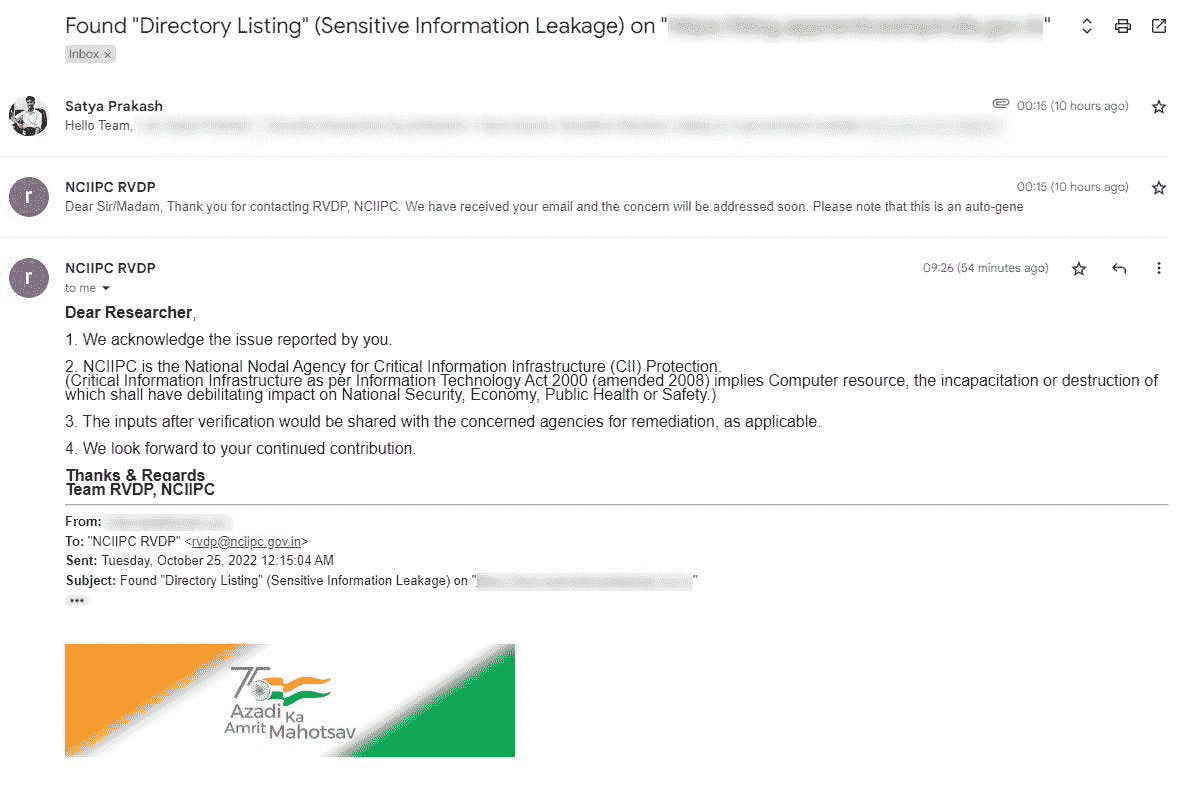 Found "Directory Listing" (Sensitive Information Leakage) on " "
Inbox ×
Satya Prakash
00:15 (10 hours ago)
Hello Team,
r
NCIIPC RVDP
00:15 (10 hours ago)
Dear Sir/Madam, Thank you for contacting RVDP, NCIIPC. We have received your email and the concern will be addressed soon. Please note that this is an auto-gene
r
NCIIPC RVDP
09:26 (54 minutes ago)
to me
Dear Researcher,
1. We acknowledge the issue reported by you.
2. NCIIPC is the National Nodal Agency for Critical Information Infrastructure (CII) Protection.
(Critical Information Infrastructure as per Information Technology Act 2000 (amended 2008) implies Computer resource, the incapacitation or destruction of
which shall have debilitating impact on National Security, Economy, Public Health or Safety.)
3. The inputs after verification would be shared with the concerned agencies for remediation, as applicable.
4. We look forward to your continued contribution.
Thanks & Regards
Team RVDP, NCIIPC
From:
To: "NCIIPC RVDP" <rvdp@nciipc.gov.in>
Sent: Tuesday, October 25, 2022 12:15:04 AM
Subject: Found "Directory Listing" (Sensitive Information Leakage) on " "
75
Azadi Ka
Amrit Mahotsav